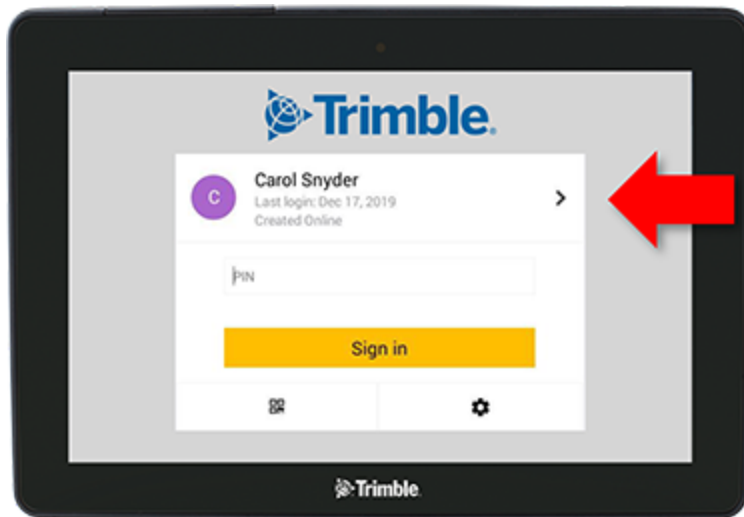 Trimble.
C
Carol Snyder
Last login: Dec 17, 2019
Created Online
PIN
Sign in
Trimble.